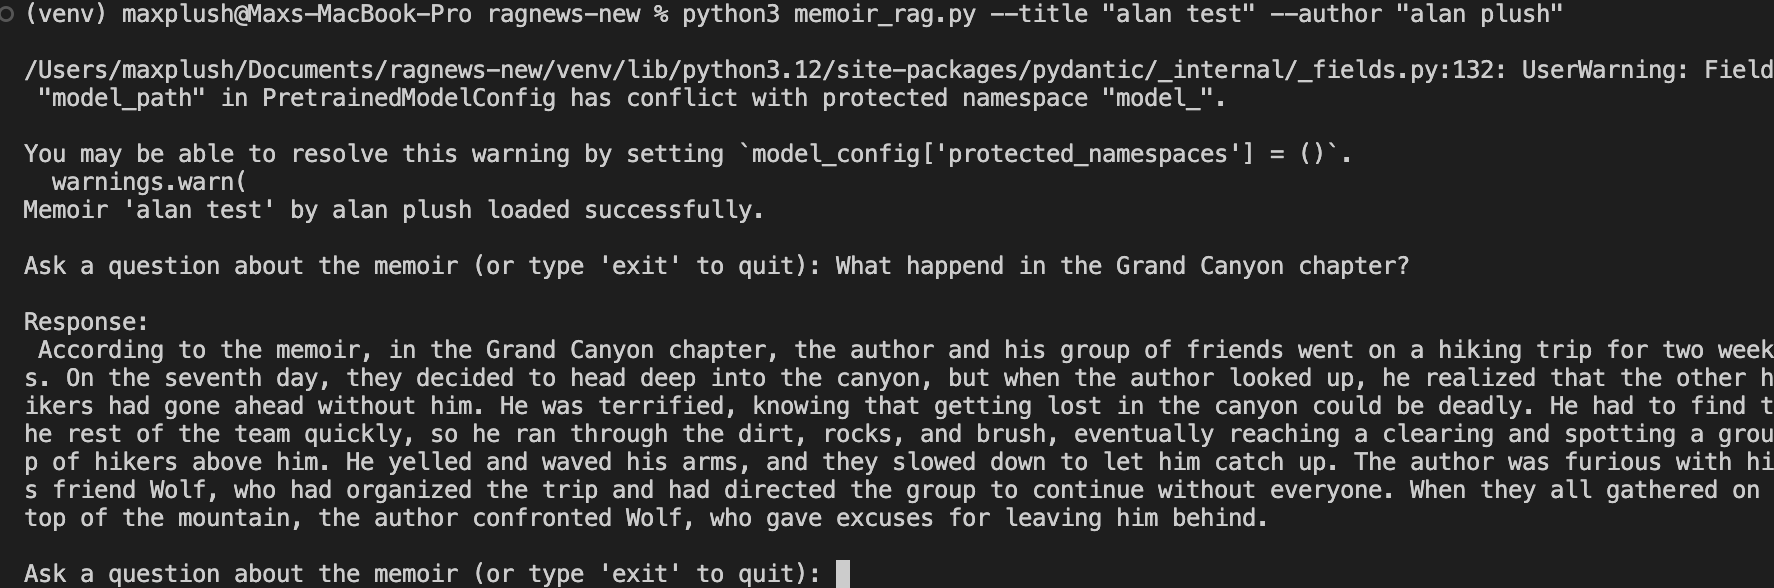 (venv) maxplush@Maxs-MacBook-Pro ragnews-new % python3 memoir_rag.py --title "alan test" --author "alan plush"
/Users/maxplush/Documents/ragnews-new/venv/lib/python3.12/site-packages/pydantic/_internal/_fields.py:132: UserWarning: Field
"model_path" in PretrainedModelConfig has conflict with protected namespace "model_".
You may be able to resolve this warning by setting `model_config['protected_namespaces'] = ()`.
warnings.warn(
Memoir 'alan test' by alan plush loaded successfully.
Ask a question about the memoir (or type 'exit' to quit): What happend in the Grand Canyon chapter?
Response:
According to the memoir, in the Grand Canyon chapter, the author and his group of friends went on a hiking trip for two week
s. On the seventh day, they decided to head deep into the canyon, but when the author looked up, he realized that the other h
ikers had gone ahead without him. He was terrified, knowing that getting lost in the canyon could be deadly. He had to find t
he rest of the team quickly, so he ran through the dirt, rocks, and brush, eventually reaching a clearing and spotting a grou
p of hikers above him. He yelled and waved his arms, and they slowed down to let him catch up. The author was furious with hi
s friend Wolf, who had organized the trip and had directed the group to continue without everyone. When they all gathered on
top of the mountain, the author confronted Wolf, who gave excuses for leaving him behind.
Ask a question about the memoir (or type 'exit' to quit):